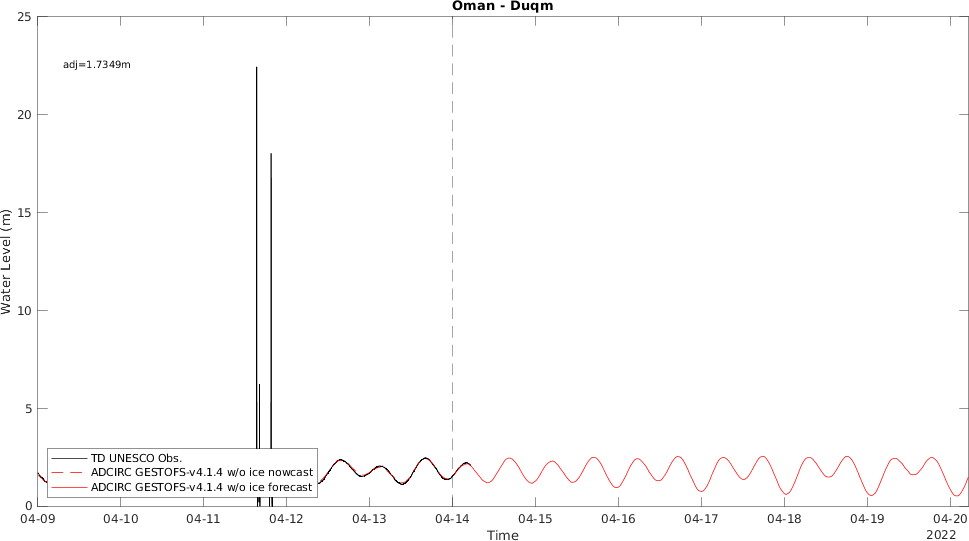 Oman - Duqm
25
20
15
10
5
0
Water Level (m)
adj=1.7349m
TD UNESCO Obs.
ADCIRC GESTOFS-v4.1.4 w/o ice nowcast
ADCIRC GESTOFS-v4.1.4 w/o ice forecast
04-09 04-10 04-11 04-12 04-13 04-14 04-15 04-16 04-17 04-18 04-19 04-20
Time
2022